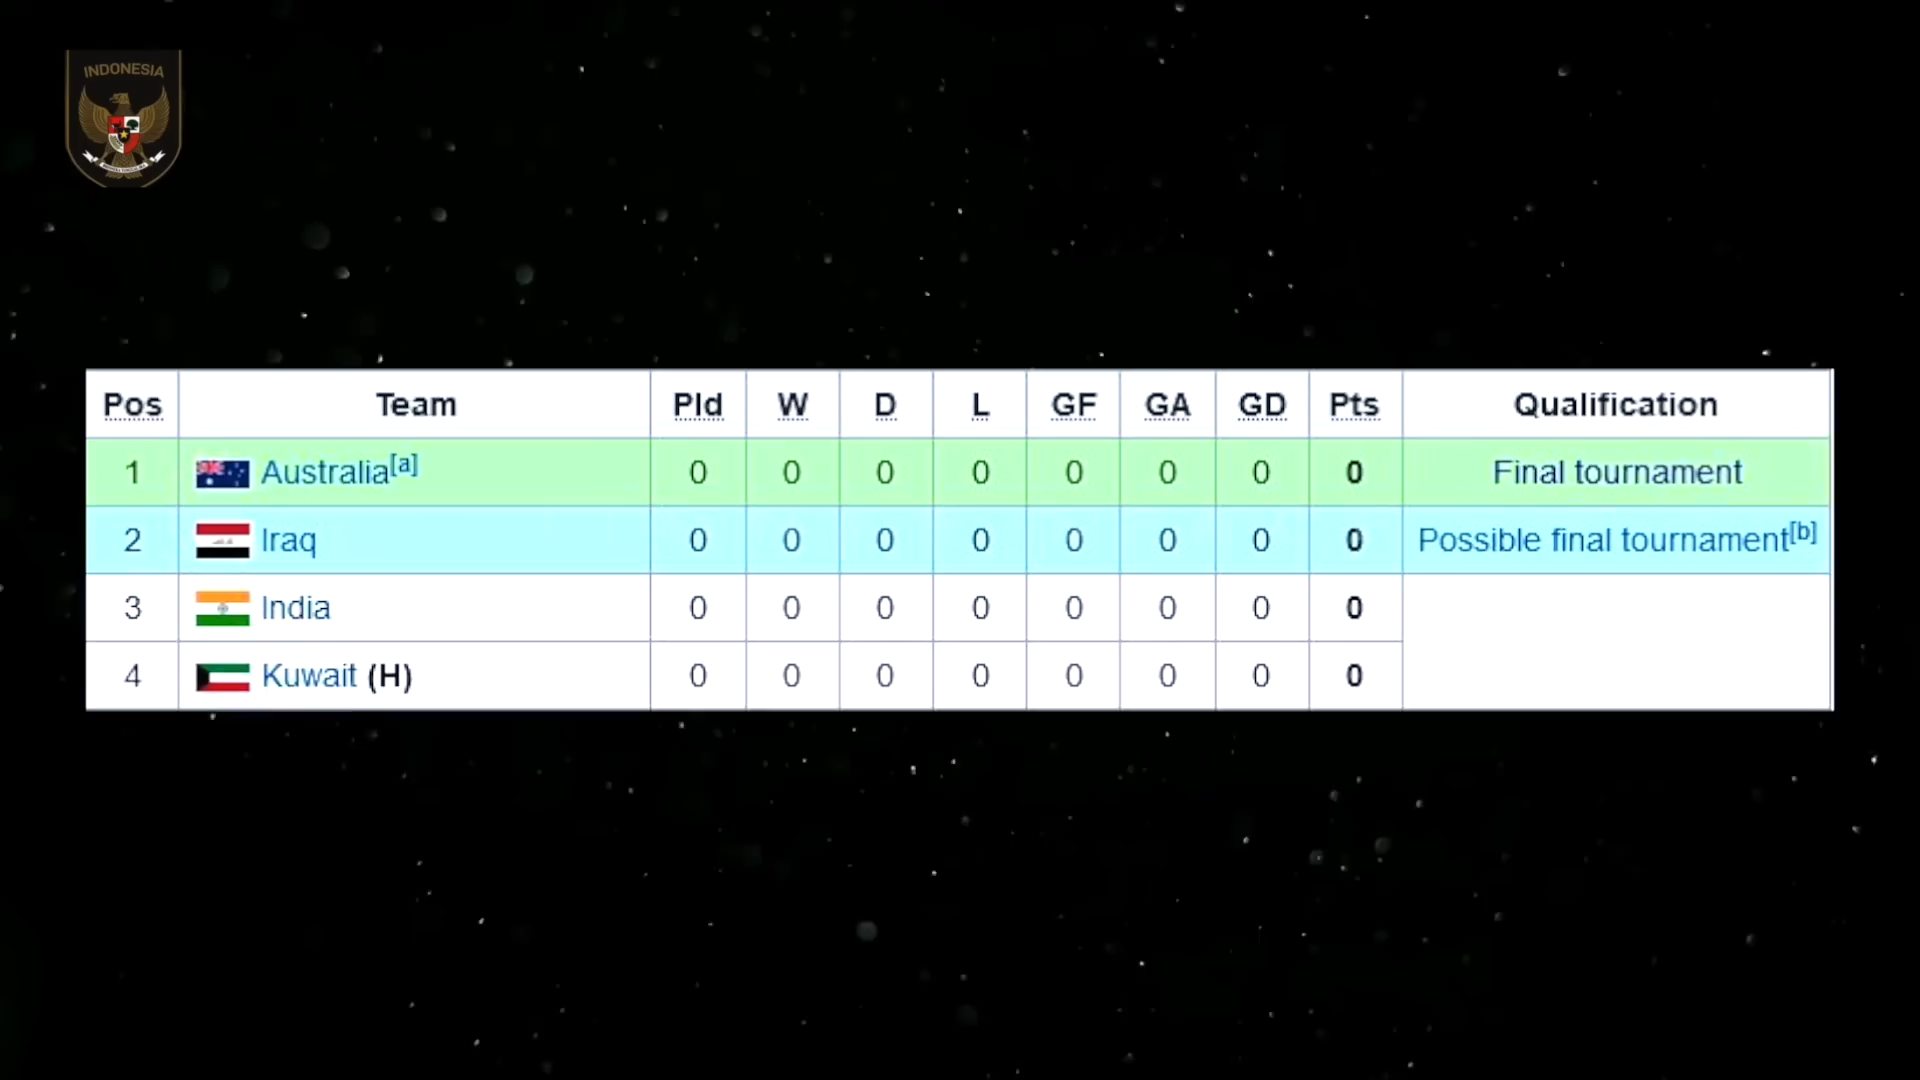 INDONESIA
Pos Team Pld W D L GF GA GD Pts Qualification
1 Australia[a] 0 0 0 0 0 0 0 0 Final tournament
2 Iraq 0 0 0 0 0 0 0 0 Possible final tournament[b]
3 India 0 0 0 0 0 0 0 0
4 Kuwait (H) 0 0 0 0 0 0 0 0